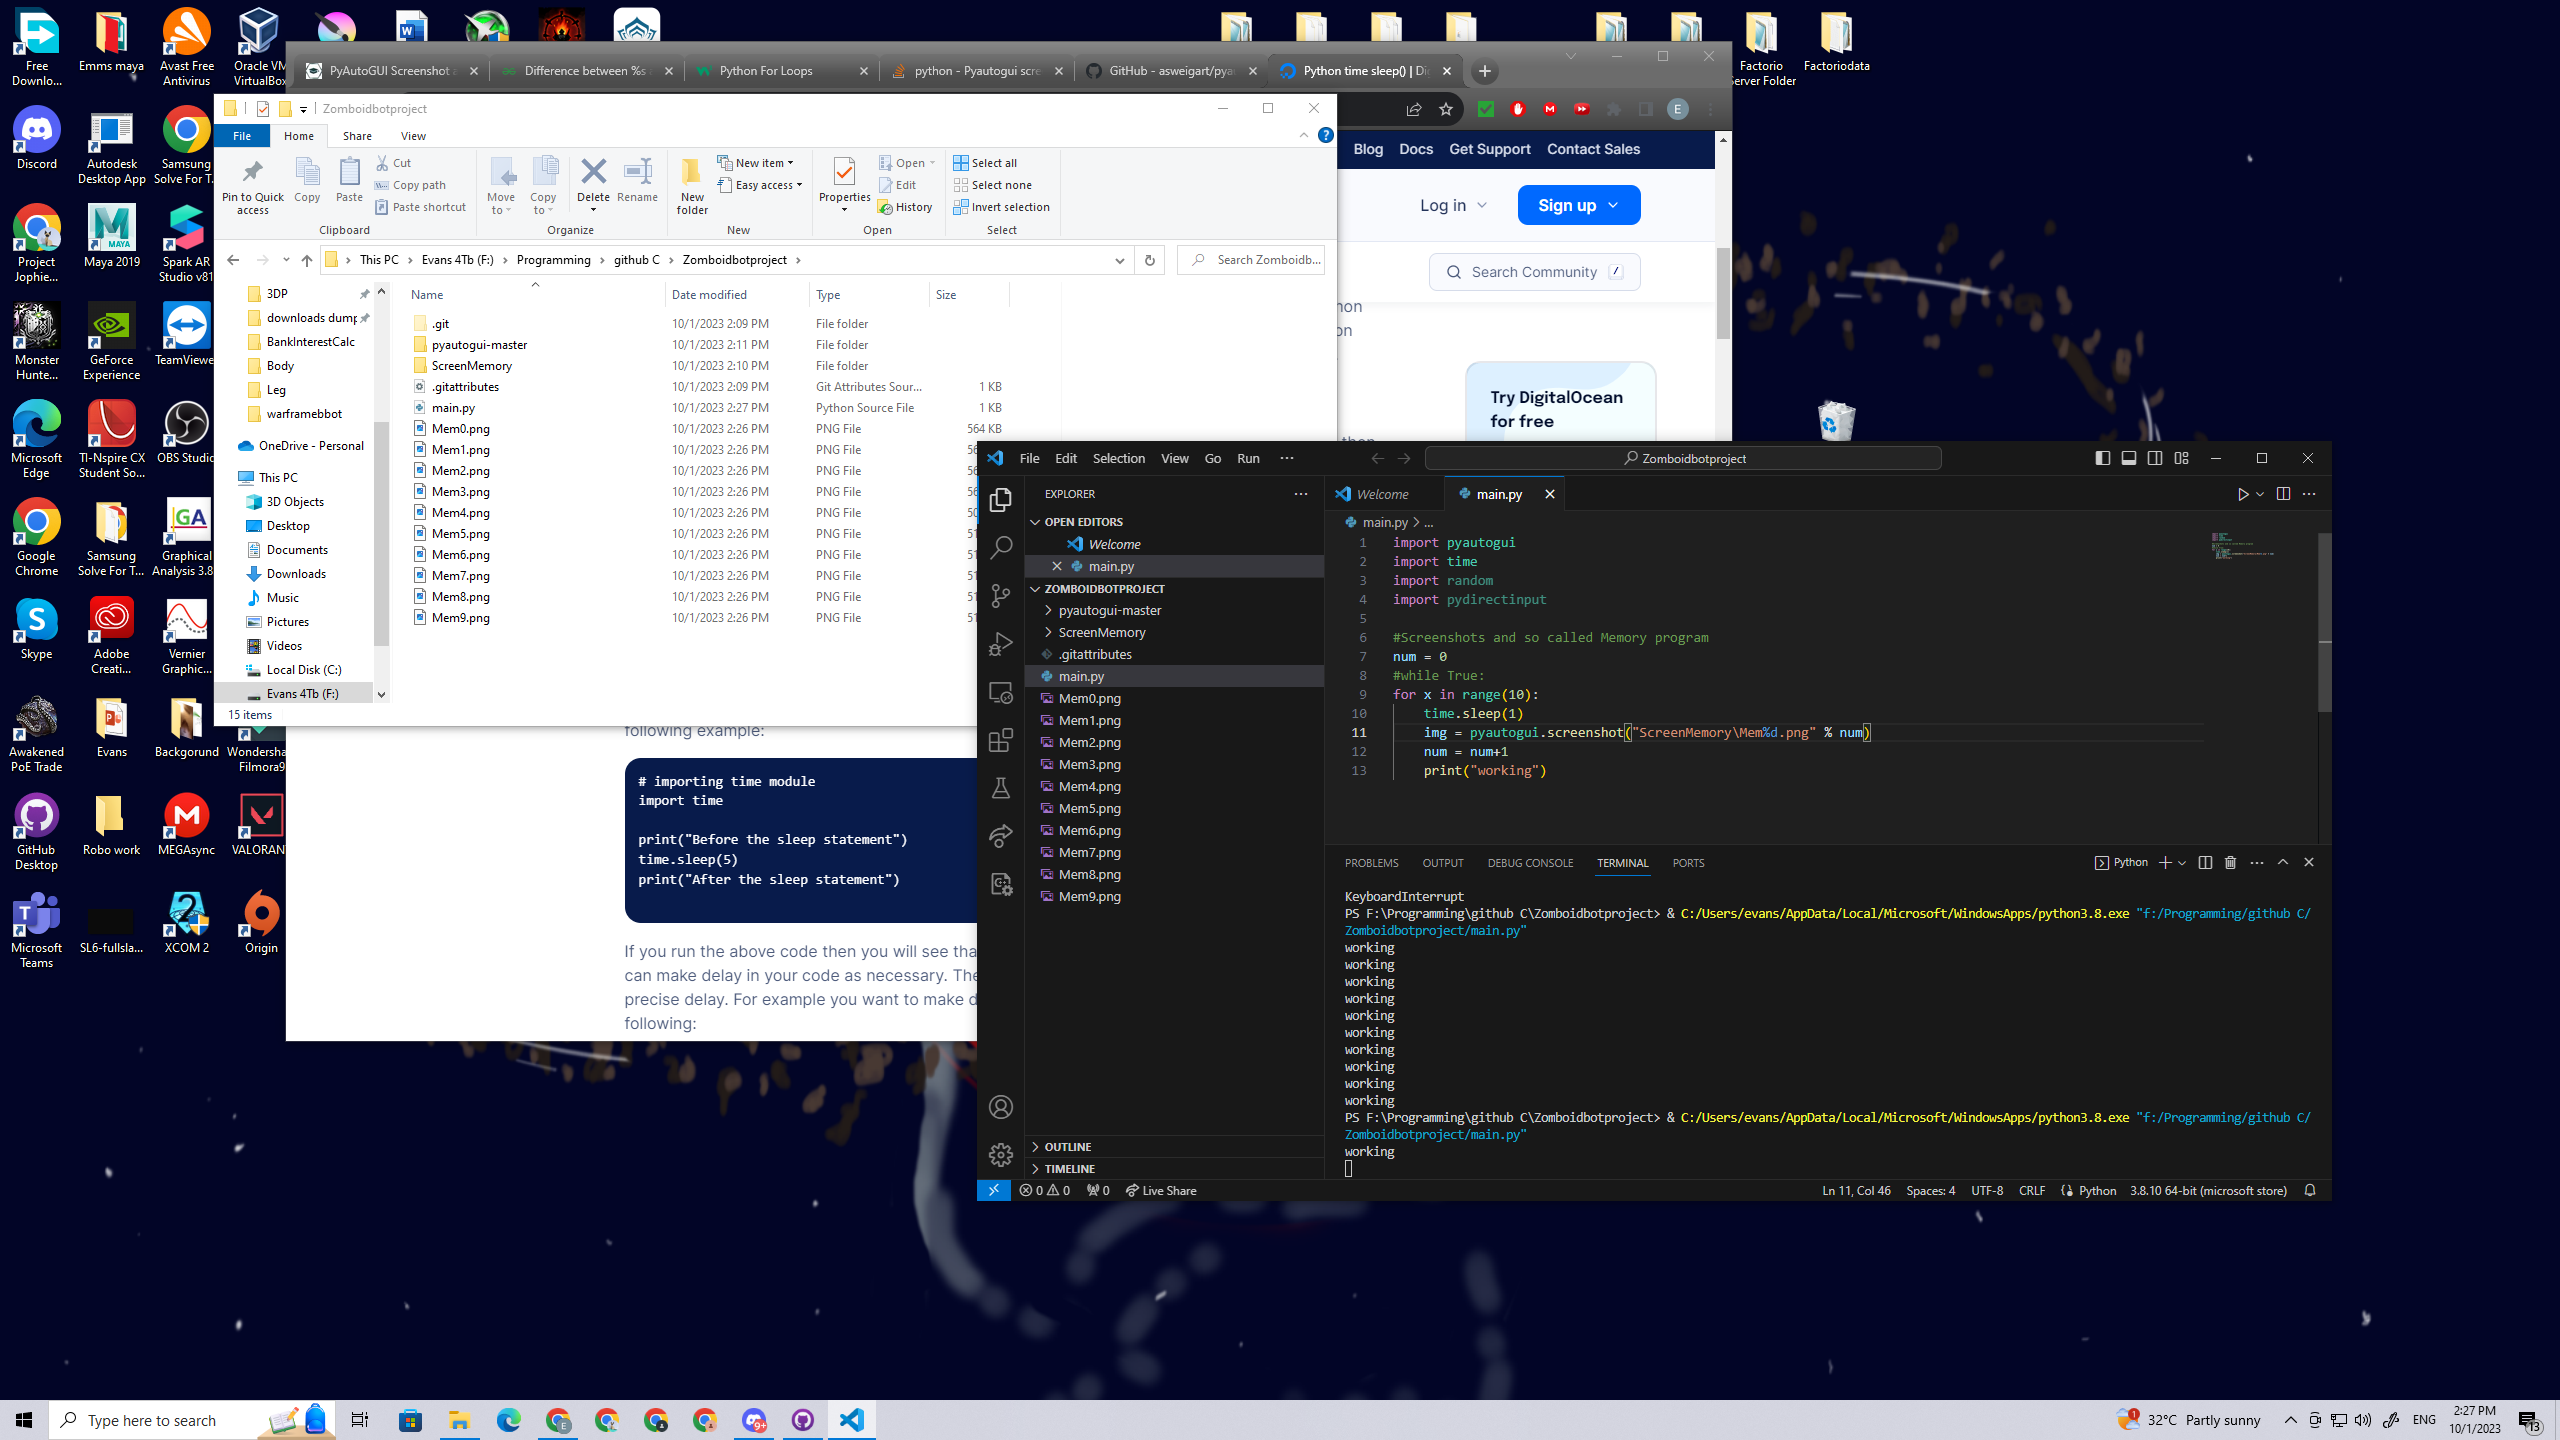 Free Downlo...
Emms maya
Avast Free Antivirus
Oracle VM VirtualBox
Factorio Server Folder
Factoriodata
Discord
Autodesk Desktop App
Samsung Solve For T...
Project Jophie...
Maya 2019
Spark AR Studio v81
Monster Hunte...
GeForce Experience
TeamViewe
Microsoft Edge
TI-Nspire CX Student So...
OBS Studio
Google Chrome
Samsung Solve For T...
Graphical Analysis 3.8
Skype
Adobe Creati...
Vernier Graphic...
Awakened PoE Trade
Evans
Backgorund
Wondersha Filmora9
GitHub Desktop
Robo work
MEGAsync
VALORAN
Microsoft Teams
SL6-fullsla...
XCOM 2
Origin
PyAutoGUI Screenshot a
Difference between %s
Python For Loops
python - Pyautogui scre
GitHub - asweigart/pya
Python time sleep() | Di
E
Blog Docs Get Support Contact Sales
Log in
Sign up
Search Community /
Try DigitalOcean
for free
following example:
# importing time module
import time
print("Before the sleep statement")
time.sleep(5)
print("After the sleep statement")
If you run the above code then you will see tha
can make delay in your code as necessary. The
precise delay. For example you want to make d
following:
Zomboidbotproject
File Home Share View
Pin to Quick access
Copy
Paste
Cut
Copy path
Paste shortcut
Move to
Copy to
Delete
Rename
New folder
New item
Easy access
Properties
Open
Edit
History
Select all
Select none
Invert selection
Clipboard Organize New Open Select
This PC Evans 4Tb (F:) Programming github C Zomboidbotproject
Search Zomboidb...
3DP
downloads dump
BankInterestCalc
Body
Leg
warframebbot
OneDrive - Personal
This PC
3D Objects
Desktop
Documents
Downloads
Music
Pictures
Videos
Local Disk (C:)
Evans 4Tb (F:)
Name Date modified Type Size
.git 10/1/2023 2:09 PM File folder
pyautogui-master 10/1/2023 2:11 PM File folder
ScreenMemory 10/1/2023 2:10 PM File folder
.gitattributes 10/1/2023 2:09 PM Git Attributes Sour... 1 KB
main.py 10/1/2023 2:27 PM Python Source File 1 KB
Mem0.png 10/1/2023 2:26 PM PNG File 564 KB
Mem1.png 10/1/2023 2:26 PM PNG File
Mem2.png 10/1/2023 2:26 PM PNG File
Mem3.png 10/1/2023 2:26 PM PNG File
Mem4.png 10/1/2023 2:26 PM PNG File
Mem5.png 10/1/2023 2:26 PM PNG File
Mem6.png 10/1/2023 2:26 PM PNG File
Mem7.png 10/1/2023 2:26 PM PNG File
Mem8.png 10/1/2023 2:26 PM PNG File
Mem9.png 10/1/2023 2:26 PM PNG File
15 items
File Edit Selection View Go Run ...
Zomboidbotproject
EXPLORER
OPEN EDITORS
Welcome
main.py
ZOMBOIDBOTPROJECT
pyautogui-master
ScreenMemory
.gitattributes
main.py
Mem0.png
Mem1.png
Mem2.png
Mem3.png
Mem4.png
Mem5.png
Mem6.png
Mem7.png
Mem8.png
Mem9.png
OUTLINE
TIMELINE
Welcome
main.py
main.py > ...
1 import pyautogui
2 import time
3 import random
4 import pydirectinput
5
6 #Screenshots and so called Memory program
7 num = 0
8 #while True:
9 for x in range(10):
10 time.sleep(1)
11 img = pyautogui.screenshot("ScreenMemory\Mem%d.png" % num)
12 num = num+1
13 print("working")
PROBLEMS OUTPUT DEBUG CONSOLE TERMINAL PORTS
Python
KeyboardInterrupt
PS F:\Programming\github C\Zomboidbotproject> & C:/Users/evans/AppData/Local/Microsoft/WindowsApps/python3.8.exe "f:/Programming/github C/
Zomboidbotproject/main.py"
working
working
working
working
working
working
working
working
working
working
PS F:\Programming\github C\Zomboidbotproject> & C:/Users/evans/AppData/Local/Microsoft/WindowsApps/python3.8.exe "f:/Programming/github C/
Zomboidbotproject/main.py"
working
0 0 0 Live Share
Ln 11, Col 46 Spaces: 4 UTF-8 CRLF Python 3.8.10 64-bit (microsoft store)
Type here to search
32°C Partly sunny
ENG
2:27 PM
10/1/2023
13